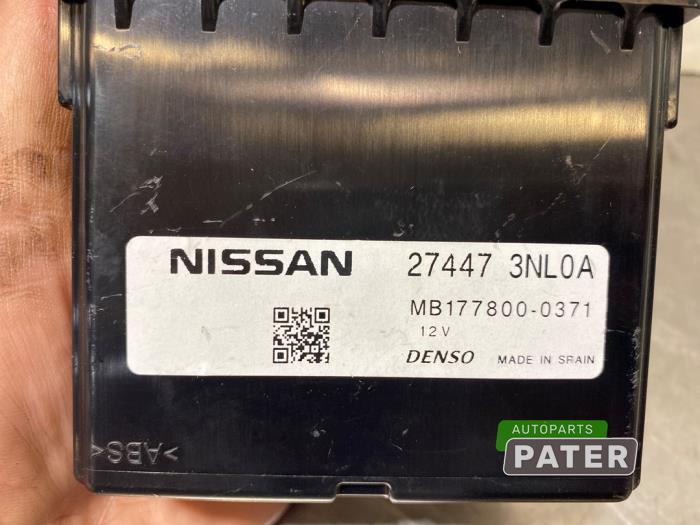 NISSAN 27447 3NL0A
MB177800-0371
12V
DENSO MADE IN SPAIN
>ABS<
AUTOPARTS
PATER